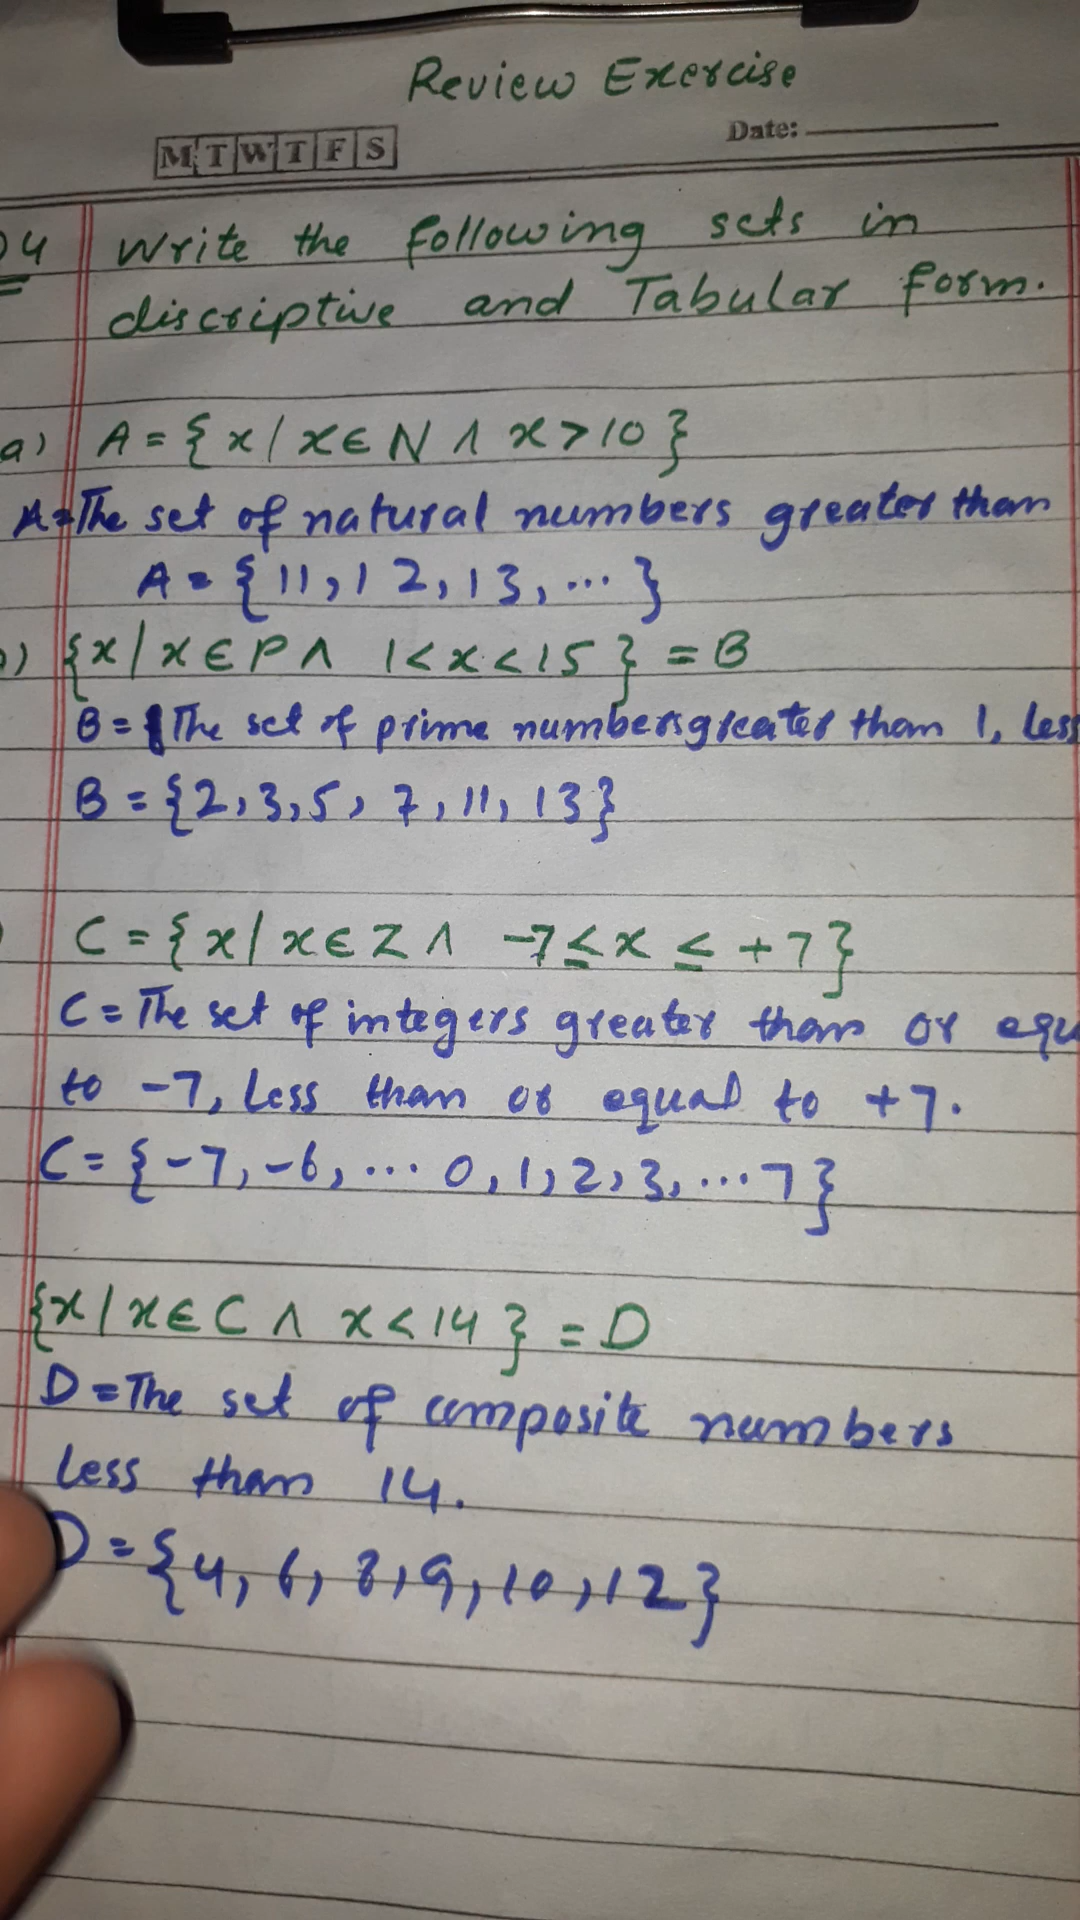 Review Exercise
Date:
M T W T F S
Q4 Write the following sets in
discriptive and Tabular form.
a) A = { x / x ∈ N ∧ x > 10 }
A = The set of natural numbers greater than
A = { 11, 12, 13, ... }
) { x / x ∈ P ∧ 1 < x < 15 } = B
B = The set of prime numbers greater than 1, less
B = { 2, 3, 5, 7, 11, 13 }
C = { x / x ∈ Z ∧ -7 ≤ x ≤ +7 }
C = The set of integers greater than or equ
to -7, Less than or equal to +7.
C = { -7, -6, ... 0, 1, 2, 3, ... 7 }
{ x / x ∈ C ∧ x < 14 } = D
D = The set of composite numbers
less than 14.
D = { 4, 6, 8, 9, 10, 12 }